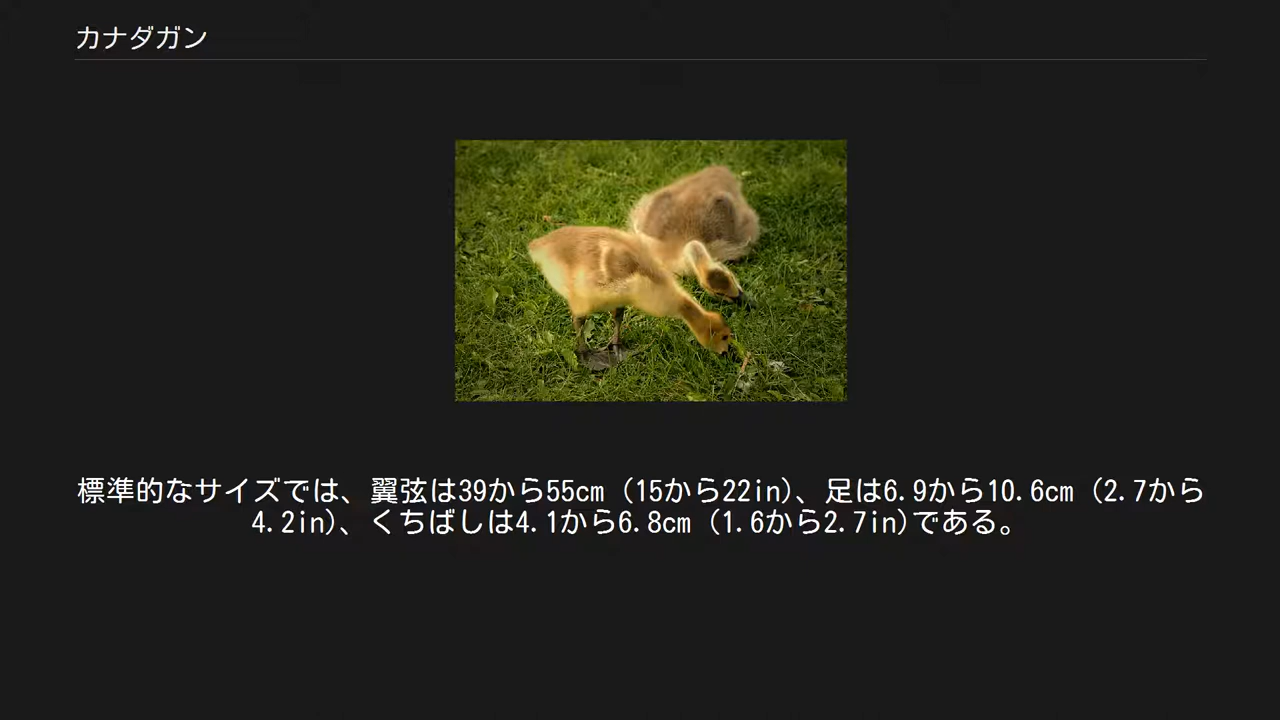 カナダガン
標準的なサイズでは、翼弦は39から55cm（15から22in）、足は6.9から10.6cm（2.7から
4.2in）、くちばしは4.1から6.8cm（1.6から2.7in）である。